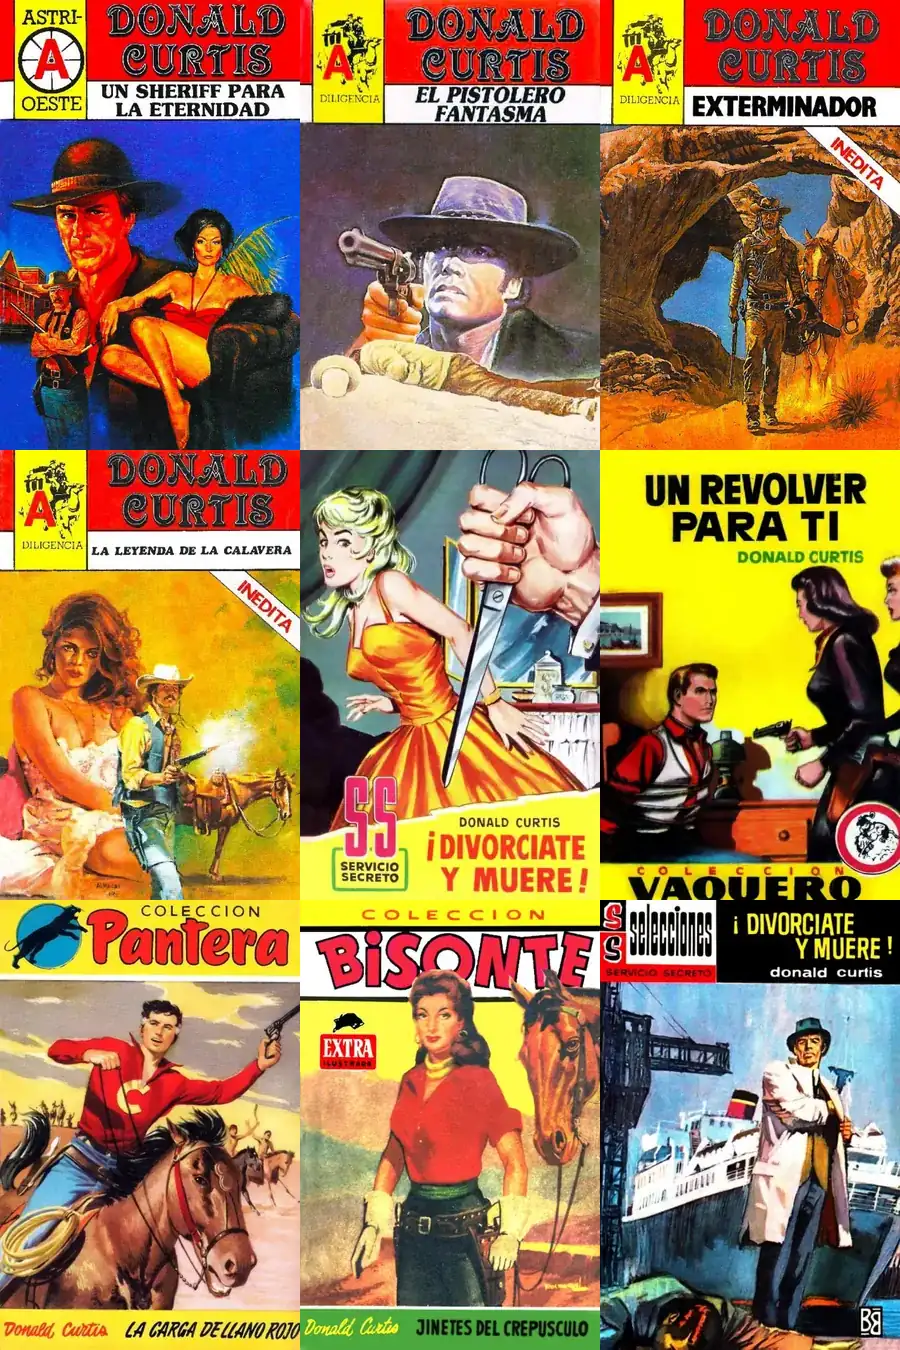 ASTRI-
A
OESTE
DONALD
CURTIS
UN SHERIFF PARA
LA ETERNIDAD
A
DILIGENCIA
DONALD
CURTIS
EL PISTOLERO
FANTASMA
A
DILIGENCIA
DONALD
CURTIS
EXTERMINADOR
INEDITA
A
DILIGENCIA
DONALD
CURTIS
LA LEYENDA DE LA CALAVERA
INEDITA
SS
SERVICIO
SECRETO
DONALD CURTIS
¡DIVORCIATE
Y MUERE!
UN REVOLVER
PARA TI
DONALD CURTIS
COLECCION
VAQUERO
COLECCION
Pantera
C
Donald Curtis
LA CARGA DE LLANO ROJO
COLECCION
BISONTE
EXTRA
ILUSTRADA
Donald Curtis
JINETES DEL CREPUSCULO
SS
selecciones
SERVICIO SECRETO
¡DIVORCIATE
Y MUERE!
donald curtis
BB